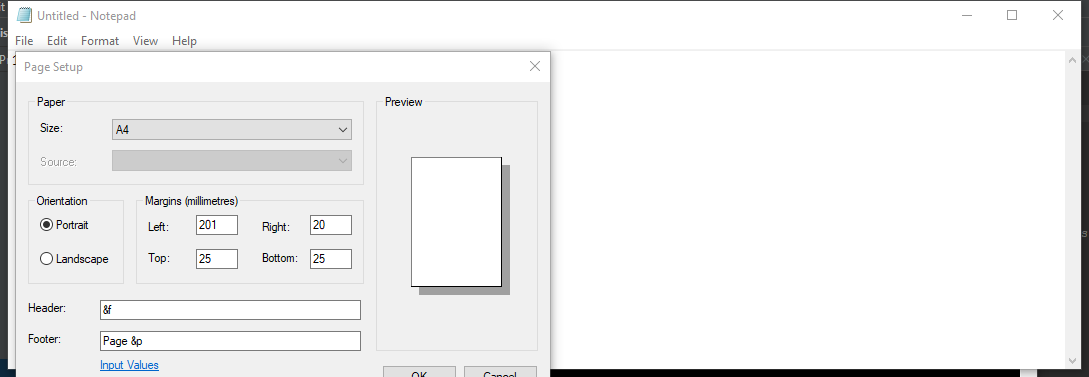 Untitled - Notepad
File Edit Format View Help
Page Setup
Paper
Size: A4
Source:
Orientation
Portrait
Landscape
Margins (millimetres)
Left: 201 Right: 20
Top: 25 Bottom: 25
Preview
Header: &f
Footer: Page &p
Input Values
OK Cancel